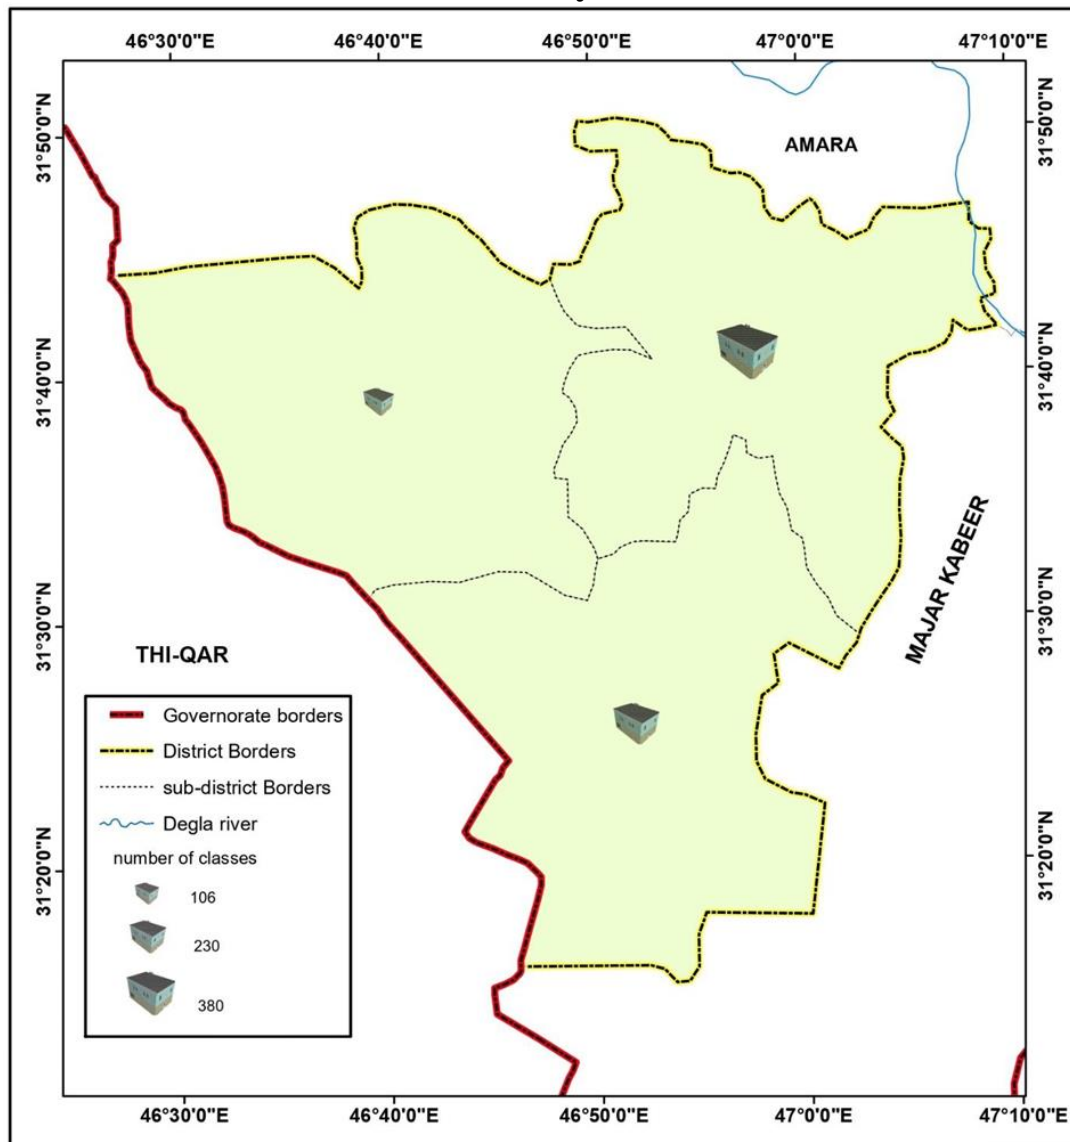 46°30'0"E 46°40'0"E 46°50'0"E 47°0'0"E 47°10'0"E
31°50'0"N
31°50'0"N
AMARA
31°40'0"N
31°40'0"N
MAJAR KABEER
31°30'0"N
31°30'0"N
THI-QAR
Governorate borders
District Borders
sub-district Borders
Degla river
number of classes
106
230
380
31°20'0"N
31°20'0"N
46°30'0"E 46°40'0"E 46°50'0"E 47°0'0"E 47°10'0"E